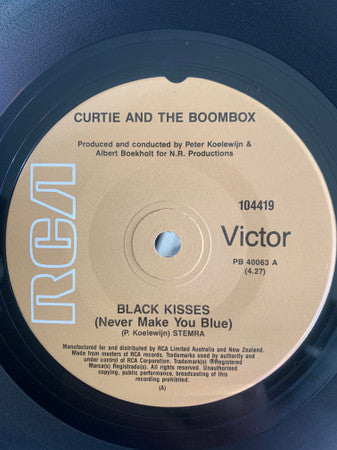 CURTIE AND THE BOOMBOX
Produced and conducted by Peter Koelewijn &
Albert Boekholt for N.R. Productions
RCA
104419
Victor
PB 40063 A
(4.27)
BLACK KISSES
(Never Make You Blue)
(P. Koelewijn) STEMRA
Manufactured for and distributed by RCA Limited Australia and New Zealand.
Made from masters of RCA records. Trademarks used by authority and
under control of RCA Corporation. Trademark(s) ®Registered
Marca(s) Registrada(s). All rights reserved. Unauthorised
copying, public performance, broadcasting of this
recording prohibited.
(A)